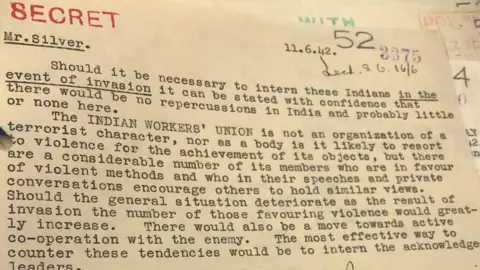 SECRET
WITH
Mr.Silver.
11.6.42.
52
3375
16/6
4
Should it be necessary to intern these Indians in the
event of invasion it can be stated with confidence that
there would be no repercussions in India and probably little
or none here.
The INDIAN WORKERS' UNION is not an organization of a
terrorist character, nor as a body is it likely to resort
to violence for the achievement of its objects, but there
are a considerable number of its members who are in favour
of violent methods and who in their speeches and private
conversations encourage others to hold similar views.
Should the general situation deteriorate as the result of
invasion the number of those favouring violence would great-
ly increase. There would also be a move towards active
co-operation with the enemy. The most effective way to
counter these tendencies would be to intern the acknowledge
leaders.